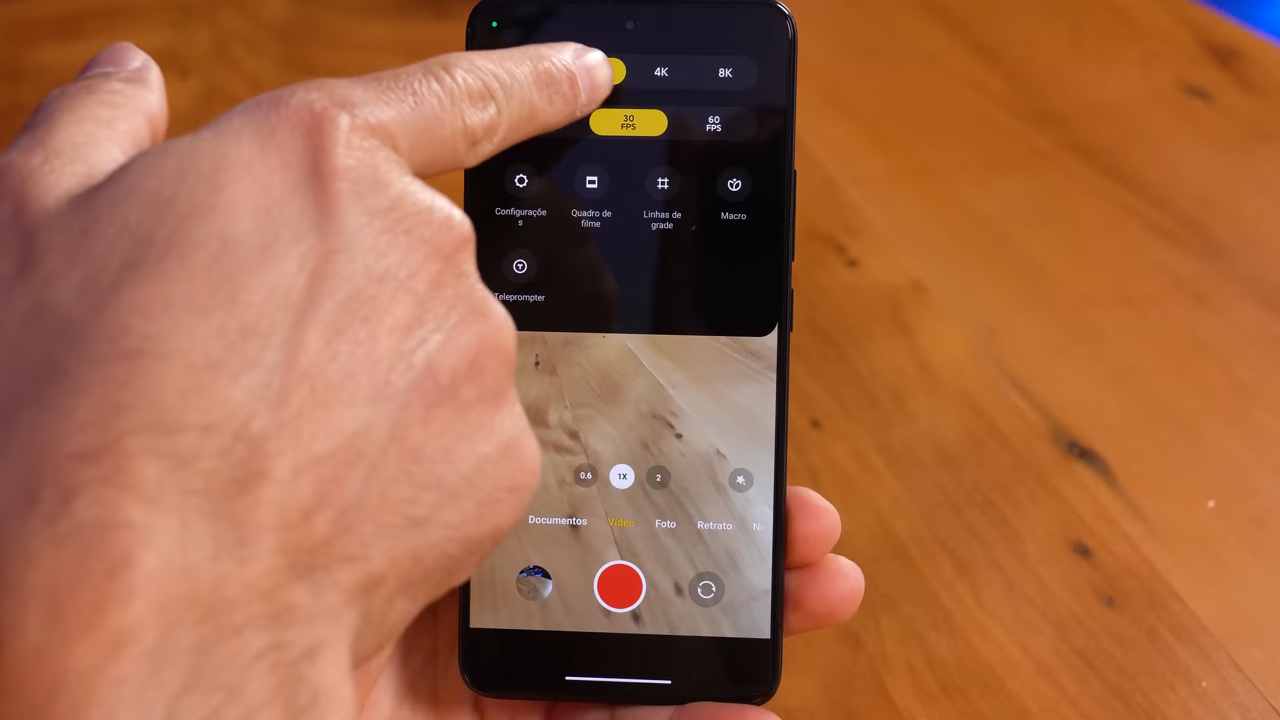 4K 8K
30
FPS
60
FPS
Configuraçõe
s
Quadro de
filme
Linhas de
grade
Macro
Teleprompter
0.6 1X 2
Documentos Vídeo Foto Retrato No